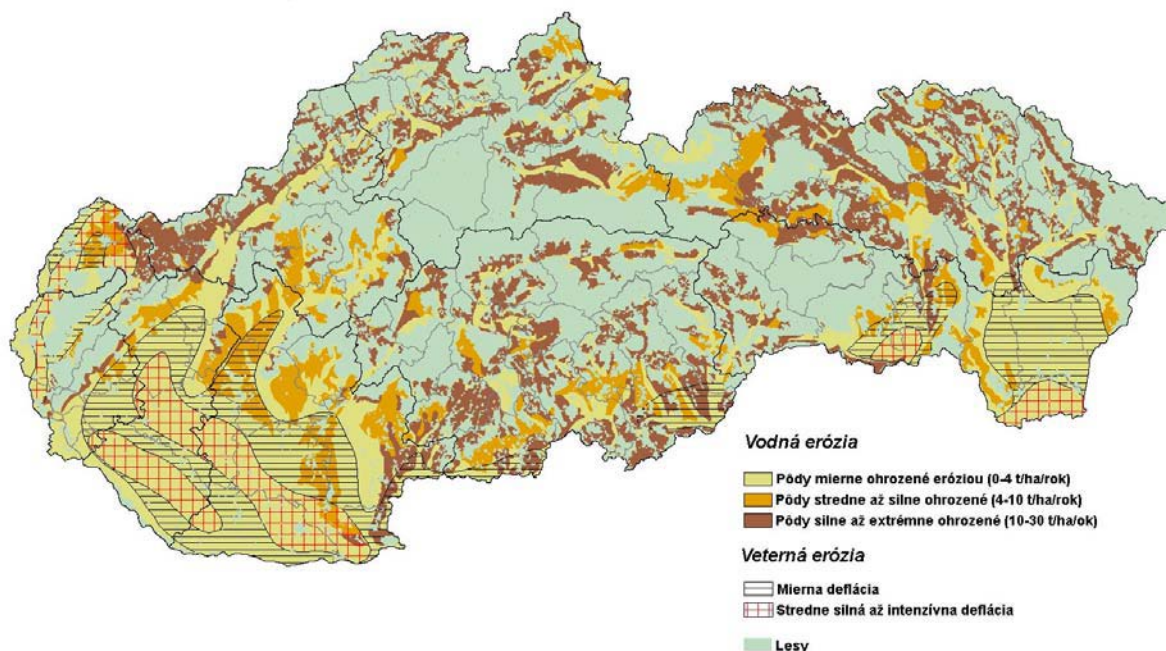 Vodná erózia
Pôdy mierne ohrozené eróziou (0-4 t/ha/rok)
Pôdy stredne až silne ohrozené (4-10 t/ha/rok)
Pôdy silne až extrémne ohrozené (10-30 t/ha/ok)
Veterná erózia
Mierna deflácia
Stredne silná až intenzívna deflácia
Lesy